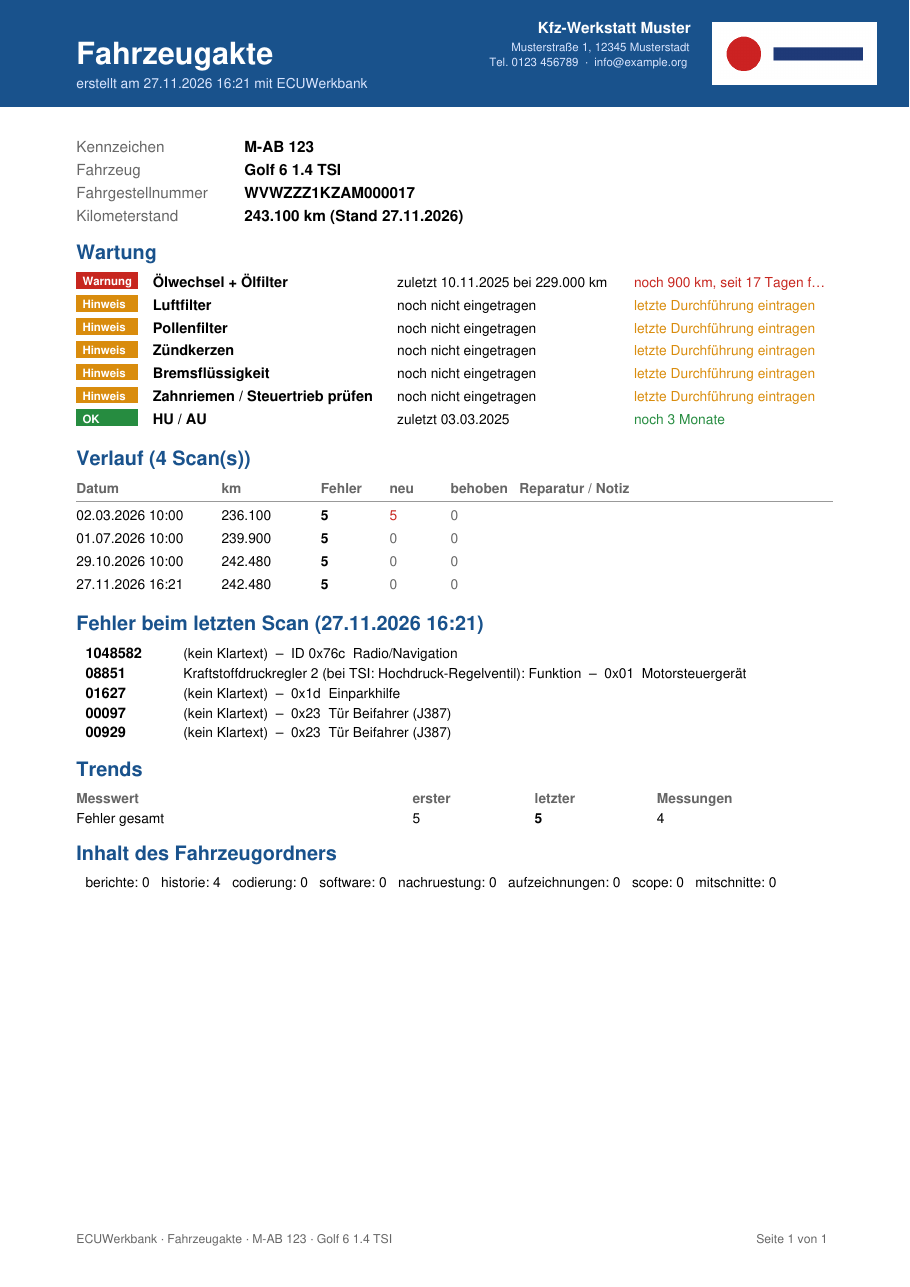 Fahrzeugakte
erstellt am 27.11.2026 16:21 mit ECUWerkbank
Kfz-Werkstatt Muster
Musterstraße 1, 12345 Musterstadt
Tel. 0123 456789 · info@example.org
Kennzeichen M-AB 123
Fahrzeug Golf 6 1.4 TSI
Fahrgestellnummer WVWZZZ1KZAM000017
Kilometerstand 243.100 km (Stand 27.11.2026)
Wartung
Warnung Ölwechsel + Ölfilter zuletzt 10.11.2025 bei 229.000 km noch 900 km, seit 17 Tagen f…
Hinweis Luftfilter noch nicht eingetragen letzte Durchführung eintragen
Hinweis Pollenfilter noch nicht eingetragen letzte Durchführung eintragen
Hinweis Zündkerzen noch nicht eingetragen letzte Durchführung eintragen
Hinweis Bremsflüssigkeit noch nicht eingetragen letzte Durchführung eintragen
Hinweis Zahnriemen / Steuertrieb prüfen noch nicht eingetragen letzte Durchführung eintragen
OK HU / AU zuletzt 03.03.2025 noch 3 Monate
Verlauf (4 Scan(s))
Datum km Fehler neu behoben Reparatur / Notiz
02.03.2026 10:00 236.100 5 5 0
01.07.2026 10:00 239.900 5 0 0
29.10.2026 10:00 242.480 5 0 0
27.11.2026 16:21 242.480 5 0 0
Fehler beim letzten Scan (27.11.2026 16:21)
1048582 (kein Klartext) – ID 0x76c Radio/Navigation
08851 Kraftstoffdruckregler 2 (bei TSI: Hochdruck-Regelventil): Funktion – 0x01 Motorsteuergerät
01627 (kein Klartext) – 0x1d Einparkhilfe
00097 (kein Klartext) – 0x23 Tür Beifahrer (J387)
00929 (kein Klartext) – 0x23 Tür Beifahrer (J387)
Trends
Messwert erster letzter Messungen
Fehler gesamt 5 5 4
Inhalt des Fahrzeugordners
berichte: 0 historie: 4 codierung: 0 software: 0 nachruestung: 0 aufzeichnungen: 0 scope: 0 mitschnitte: 0
ECUWerkbank · Fahrzeugakte · M-AB 123 · Golf 6 1.4 TSI Seite 1 von 1